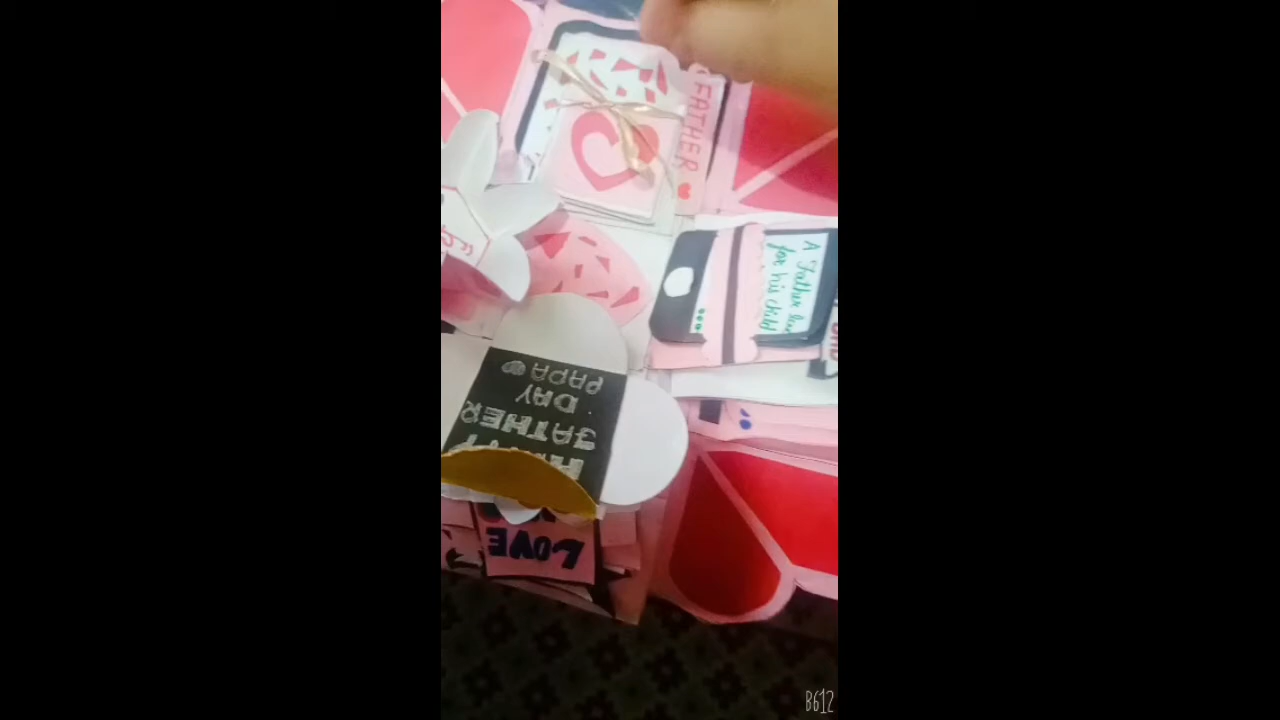 FATHER
A Father
for his child
HAPPY
FATHER
DAY
PAPA
LOVE
B612